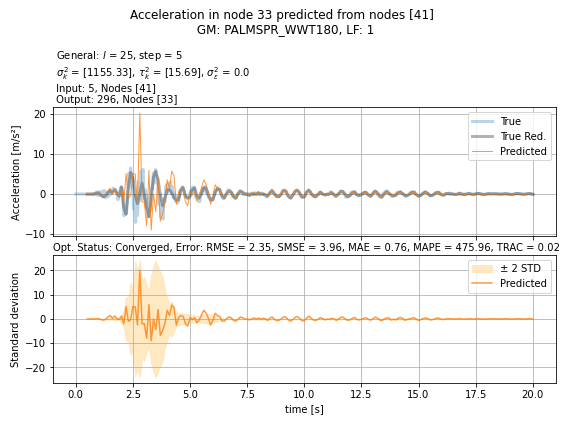 Acceleration in node 33 predicted from nodes [41]
GM: PALMSPR_WWT180, LF: 1
General: l = 25, step = 5
σ²ₖ = [1155.33], τ²ₖ = [15.69], σ²ε = 0.0
Input: 5, Nodes [41]
Output: 296, Nodes [33]
Acceleration [m/s²]
20
10
0
−10
True
True Red.
Predicted
Opt. Status: Converged, Error: RMSE = 2.35, SMSE = 3.96, MAE = 0.76, MAPE = 475.96, TRAC = 0.02
Standard deviation
20
10
0
−10
−20
± 2 STD
Predicted
0.0 2.5 5.0 7.5 10.0 12.5 15.0 17.5 20.0
time [s]